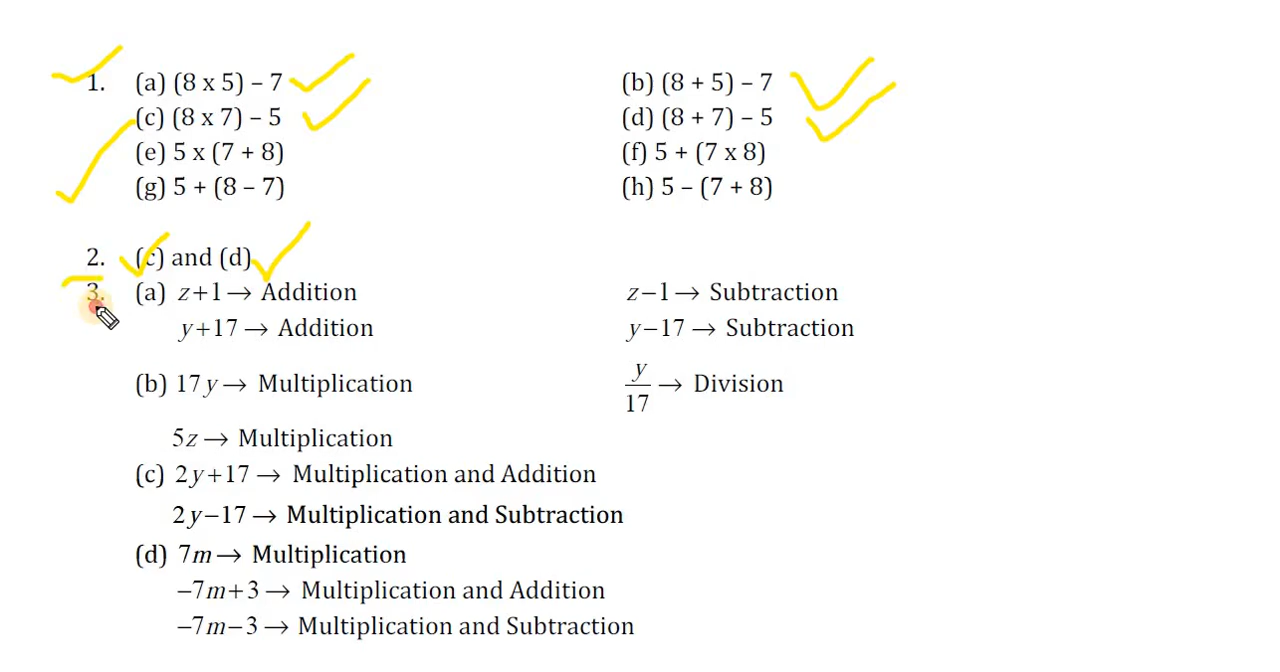 1. (a) (8 x 5) – 7 (b) (8 + 5) – 7
(c) (8 x 7) – 5 (d) (8 + 7) – 5
(e) 5 x (7 + 8) (f) 5 + (7 x 8)
(g) 5 + (8 – 7) (h) 5 – (7 + 8)
2. (c) and (d)
3. (a) z+1→ Addition z−1→ Subtraction
y+17→ Addition y−17→ Subtraction
(b) 17y→ Multiplication y/17 → Division
5z→ Multiplication
(c) 2y+17→ Multiplication and Addition
2y−17→ Multiplication and Subtraction
(d) 7m→ Multiplication
−7m+3→ Multiplication and Addition
−7m−3→ Multiplication and Subtraction